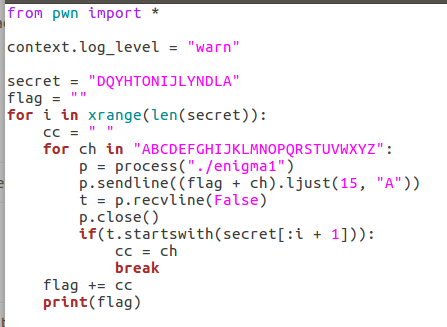 from pwn import *
context.log_level = "warn"
secret = "DQYHTONIJLYNDLA"
flag = ""
for i in xrange(len(secret)):
    cc = " "
    for ch in "ABCDEFGHIJKLMNOPQRSTUVWXYZ":
        p = process("./enigma1")
        p.sendline((flag + ch).ljust(15, "A"))
        t = p.recvline(False)
        p.close()
        if(t.startswith(secret[:i + 1])):
            cc = ch
            break
    flag += cc
    print(flag)